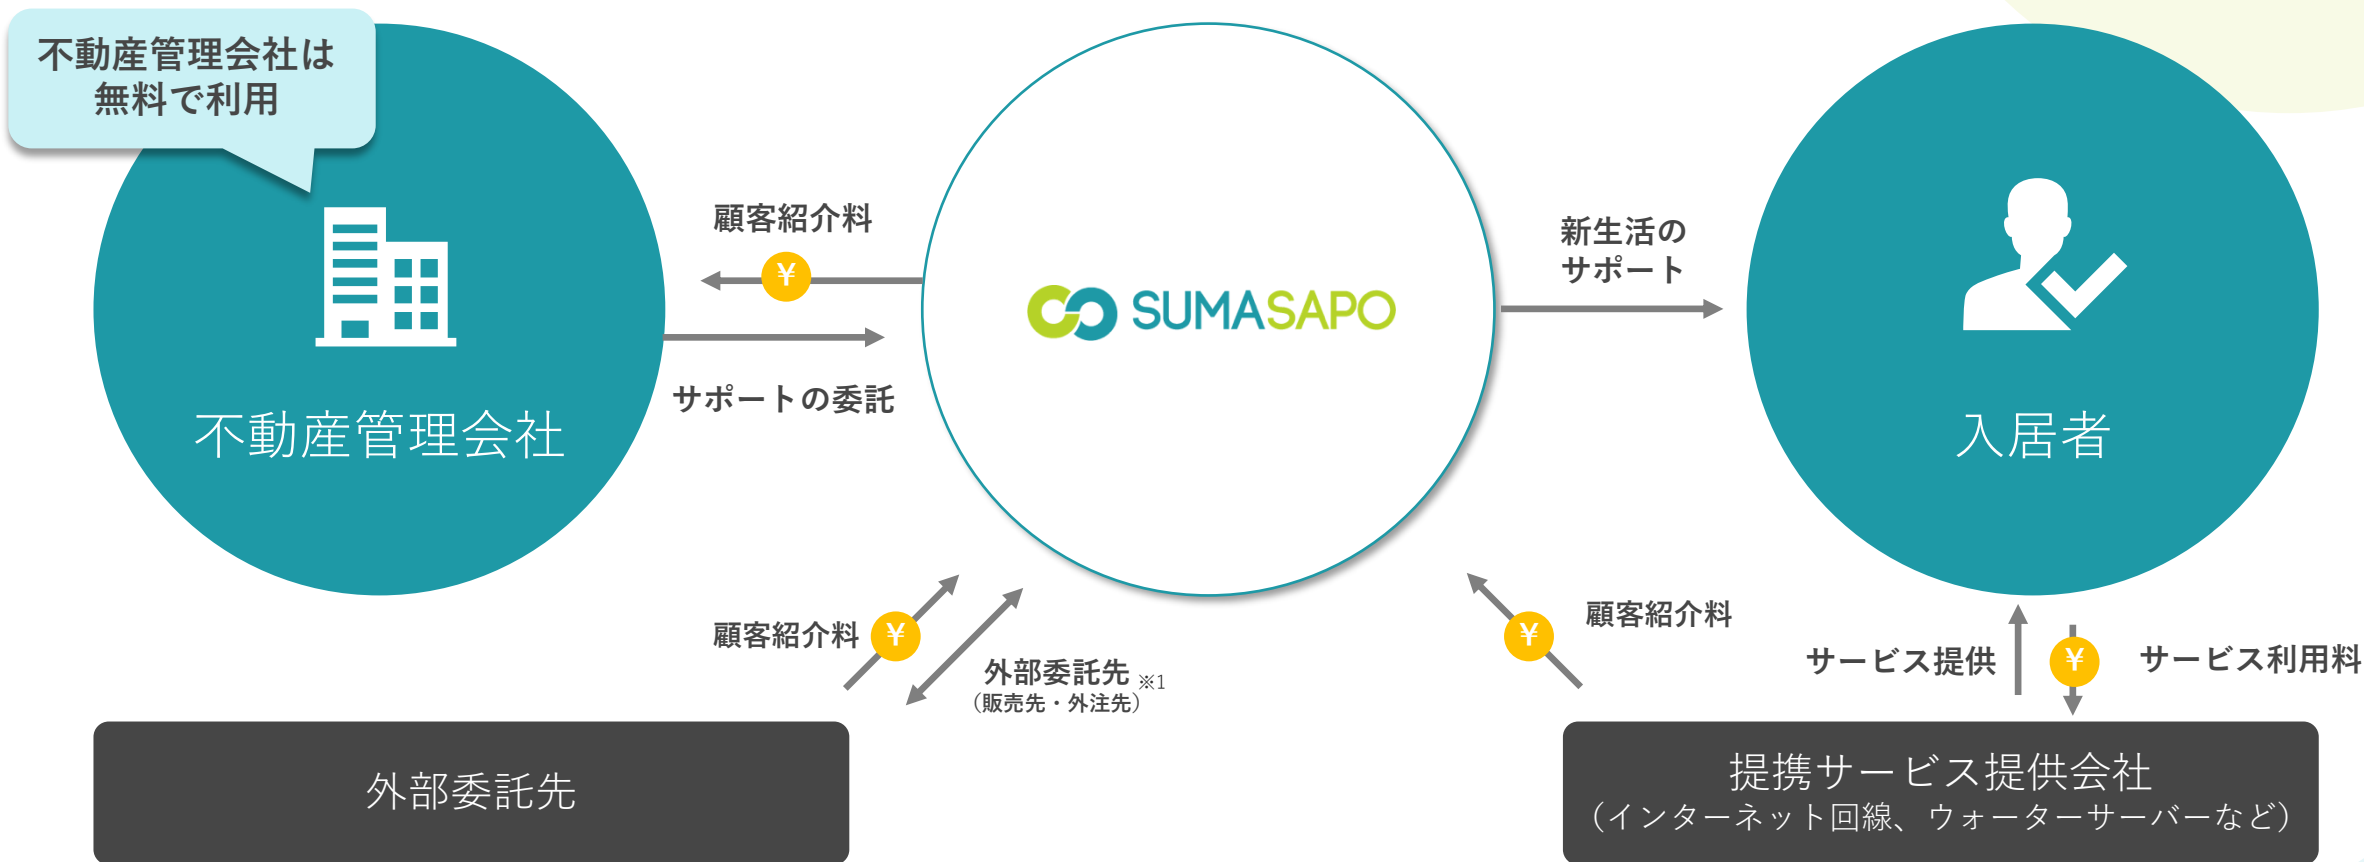 不動産管理会社は
無料で利用
不動産管理会社
顧客紹介料
¥
サポートの委託
SUMASAPO
新生活の
サポート
入居者
顧客紹介料
¥
外部委託先 ※1
（販売先・外注先）
¥
顧客紹介料
サービス提供
¥
サービス利用料
外部委託先
提携サービス提供会社
（インターネット回線、ウォーターサーバーなど）